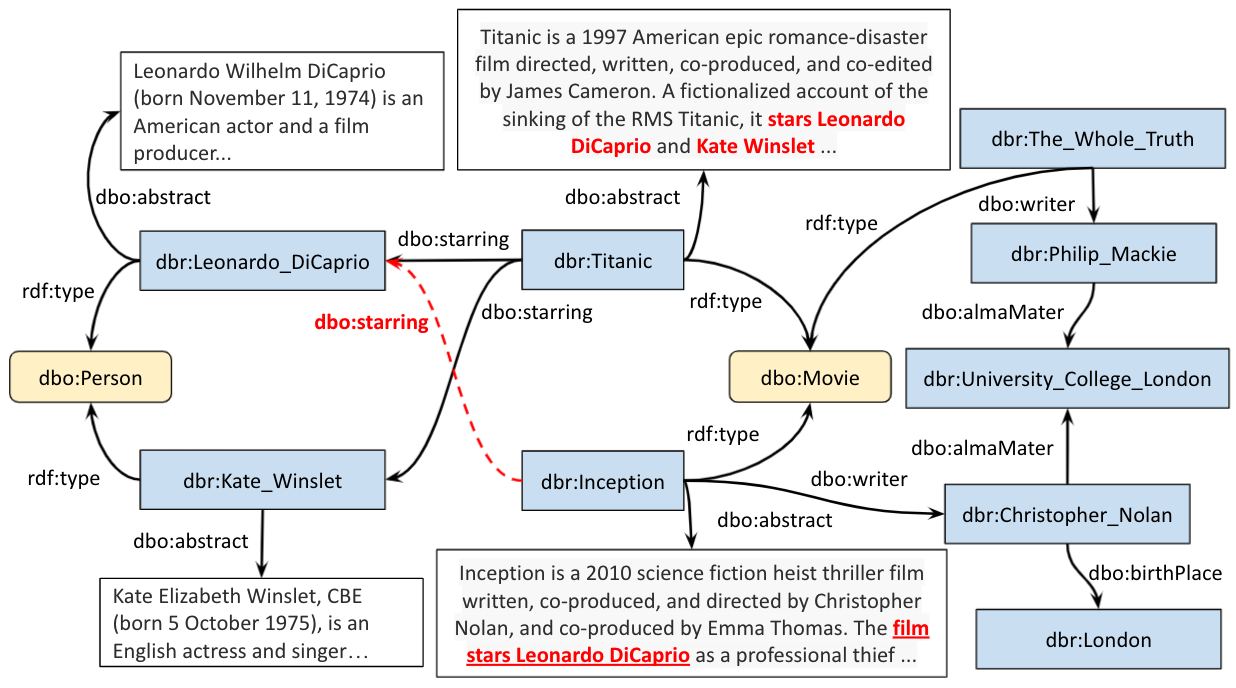 Titanic is a 1997 American epic romance-disaster
film directed, written, co-produced, and co-edited
by James Cameron. A fictionalized account of the
sinking of the RMS Titanic, it stars Leonardo
DiCaprio and Kate Winslet ...
Leonardo Wilhelm DiCaprio
(born November 11, 1974) is an
American actor and a film
producer...
dbr:The_Whole_Truth
dbo:abstract
dbo:abstract
dbo:writer
rdf:type
dbo:starring
dbr:Leonardo_DiCaprio
dbr:Titanic
dbr:Philip_Mackie
rdf:type
rdf:type
dbo:starring
dbo:starring
dbo:almaMater
dbo:Person
dbo:Movie
dbr:University_College_London
rdf:type
dbo:almaMater
rdf:type
dbr:Kate_Winslet
dbr:Inception
dbo:writer
dbo:abstract
dbr:Christopher_Nolan
dbo:abstract
dbo:birthPlace
Kate Elizabeth Winslet, CBE
(born 5 October 1975), is an
English actress and singer...
Inception is a 2010 science fiction heist thriller film
written, co-produced, and directed by Christopher
Nolan, and co-produced by Emma Thomas. The film
stars Leonardo DiCaprio as a professional thief ...
dbr:London